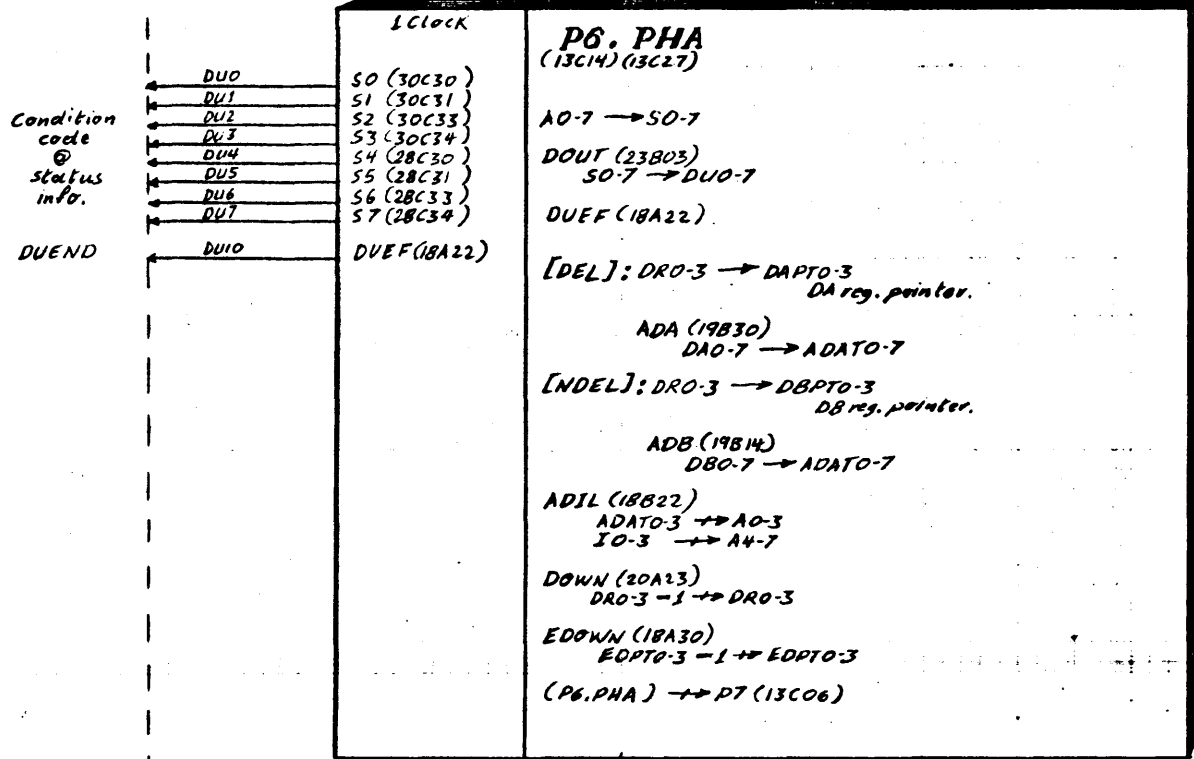 1 Clock
P6. PHA
(13C14)(13C27)
DU0 S0 (30C30)
DU1 S1 (30C31)
DU2 S2 (30C33)
DU3 S3 (30C34)
DU4 S4 (28C30)
DU5 S5 (28C31)
DU6 S6 (28C33)
DU7 S7 (28C34)
Condition
code
@
status
info.
DUEND DU10 DUEF(18A22)
A0-7 → S0-7
DOUT (23B03)
S0-7 → DU0-7
DUEF (18A22)
[DEL]: DR0-3 → DAPT0-3
DA reg. pointer.
ADA (19B30)
DA0-7 → ADAT0-7
[NDEL]: DR0-3 → DBPT0-3
DB reg. pointer.
ADB (19B14)
DB0-7 → ADAT0-7
ADIL (18B22)
ADAT0-3 ⇸ A0-3
I0-3 ⇸ A4-7
DOWN (20A23)
DR0-3 -1 ⇸ DR0-3
EDOWN (18A30)
EDPT0-3 -1 ⇸ EDPT0-3
(P6.PHA) ⇸ P7 (13C06)